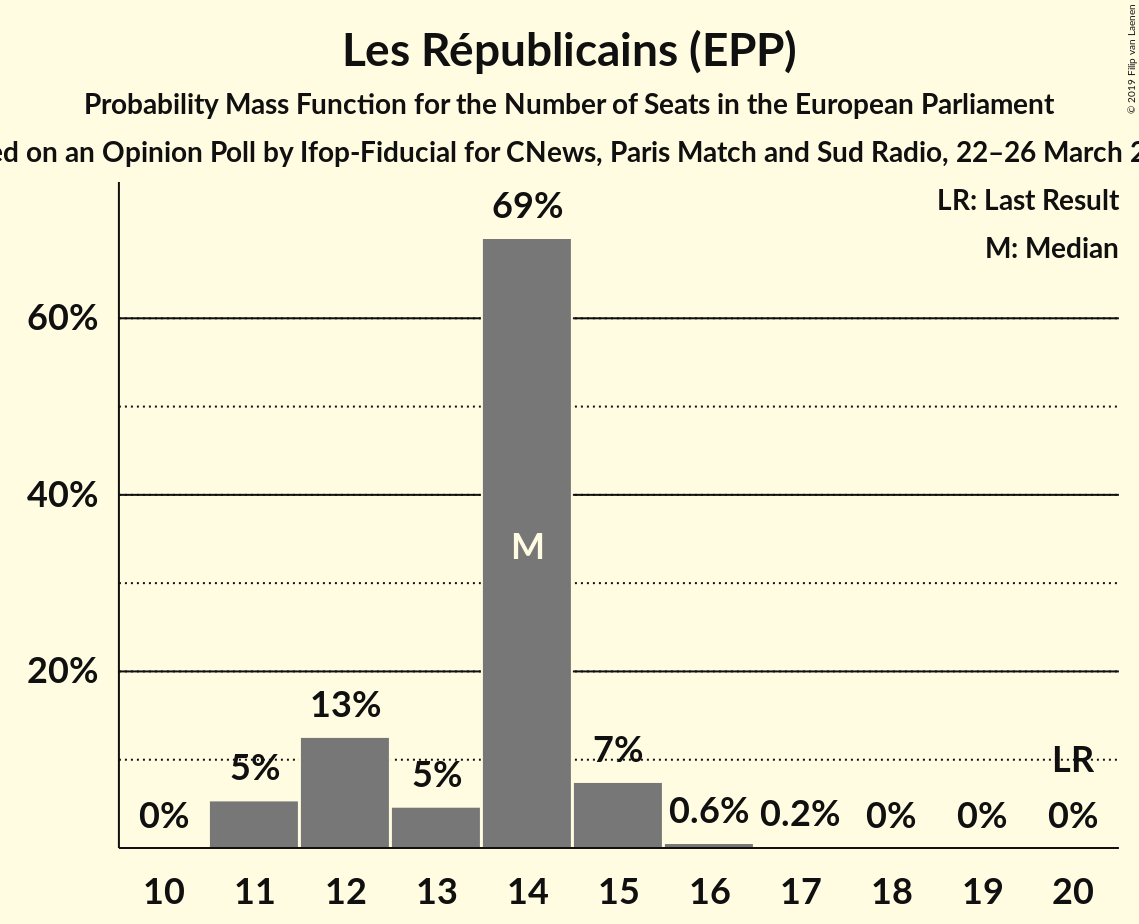 Les Républicains (EPP)
Probability Mass Function for the Number of Seats in the European Parliament
on an Opinion Poll by Ifop-Fiducial for CNews, Paris Match and Sud Radio, 22–26 March
© 2019 Filip van Laenen
LR: Last Result
M: Median
69%
60%
40%
M
20%
13%
5%
5%
7%
LR
0%
0.6%
0.2%
0%
0%
0%
10 11 12 13 14 15 16 17 18 19 20